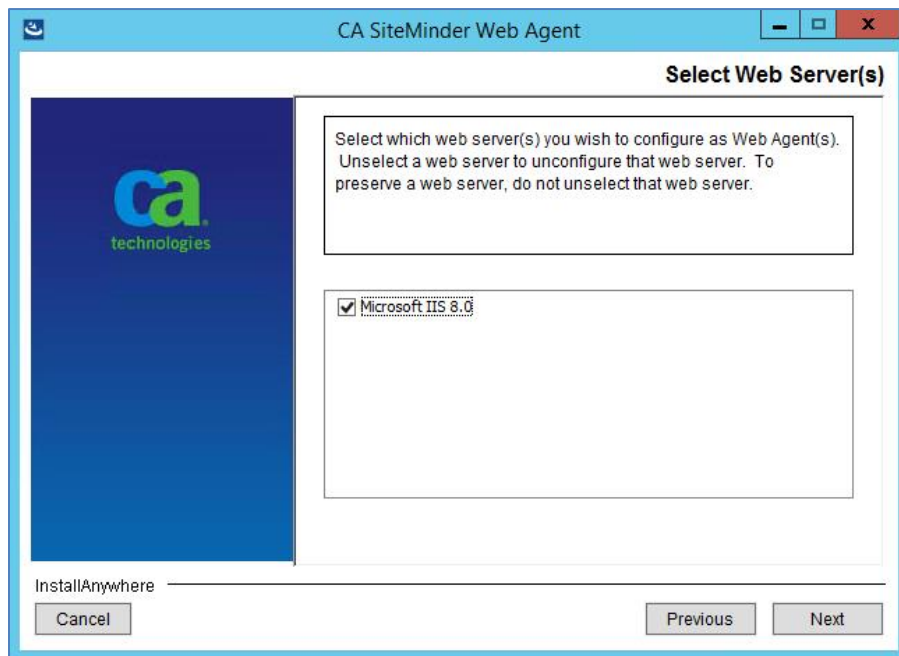 CA SiteMinder Web Agent
Select Web Server(s)
ca
technologies
Select which web server(s) you wish to configure as Web Agent(s).
Unselect a web server to unconfigure that web server. To
preserve a web server, do not unselect that web server.
Microsoft IIS 8.0
InstallAnywhere
Cancel
Previous
Next